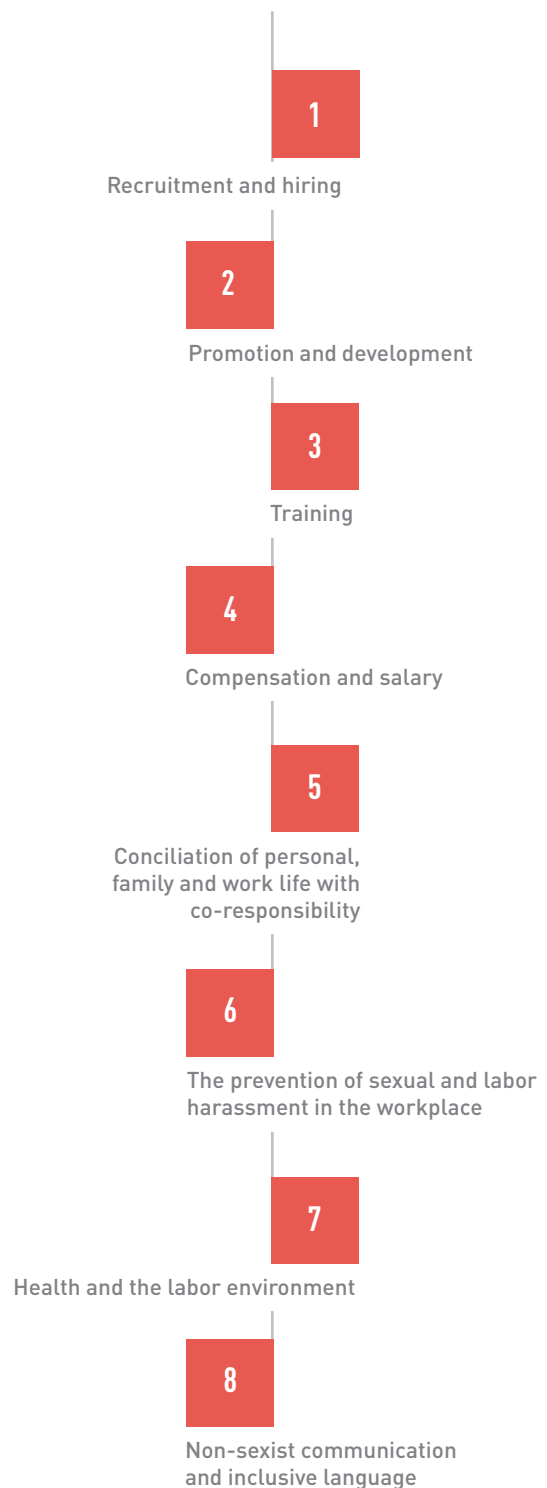 1
Recruitment and hiring
2
Promotion and development
3
Training
4
Compensation and salary
5
Conciliation of personal,
family and work life with
co-responsibility
6
The prevention of sexual and labor
harassment in the workplace
7
Health and the labor environment
8
Non-sexist communication
and inclusive language